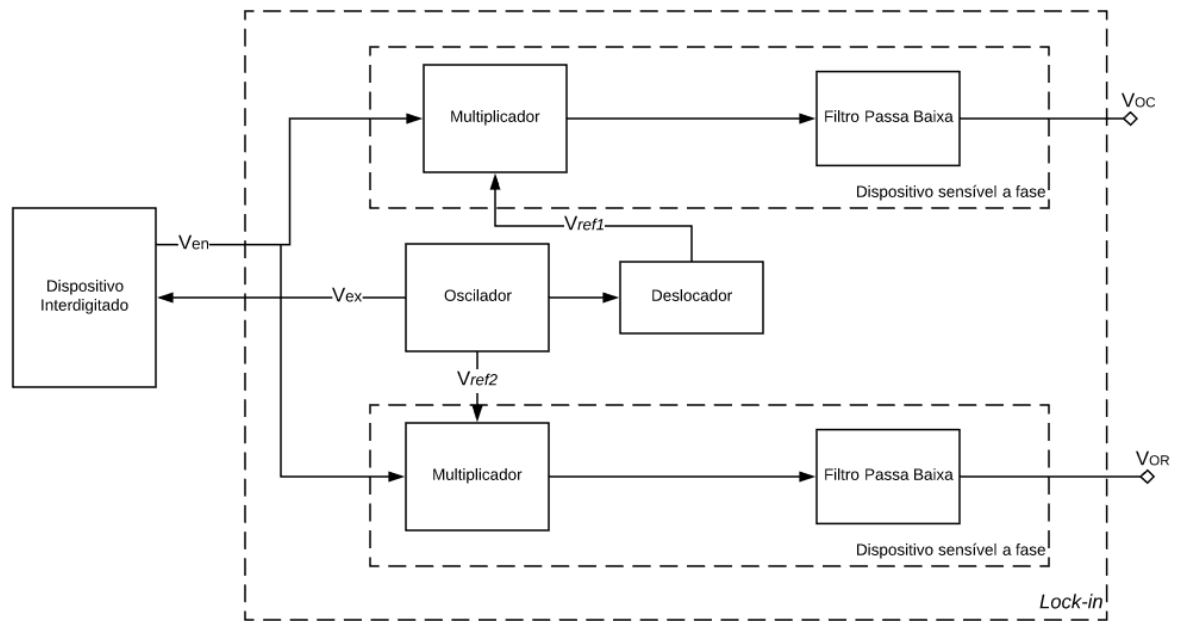 Multiplicador
Filtro Passa Baixa
VOC
Dispositivo sensível a fase
Vref1
Ven
Dispositivo
Interdigitado
Vex
Oscilador
Deslocador
Vref2
Multiplicador
Filtro Passa Baixa
VOR
Dispositivo sensível a fase
Lock-in